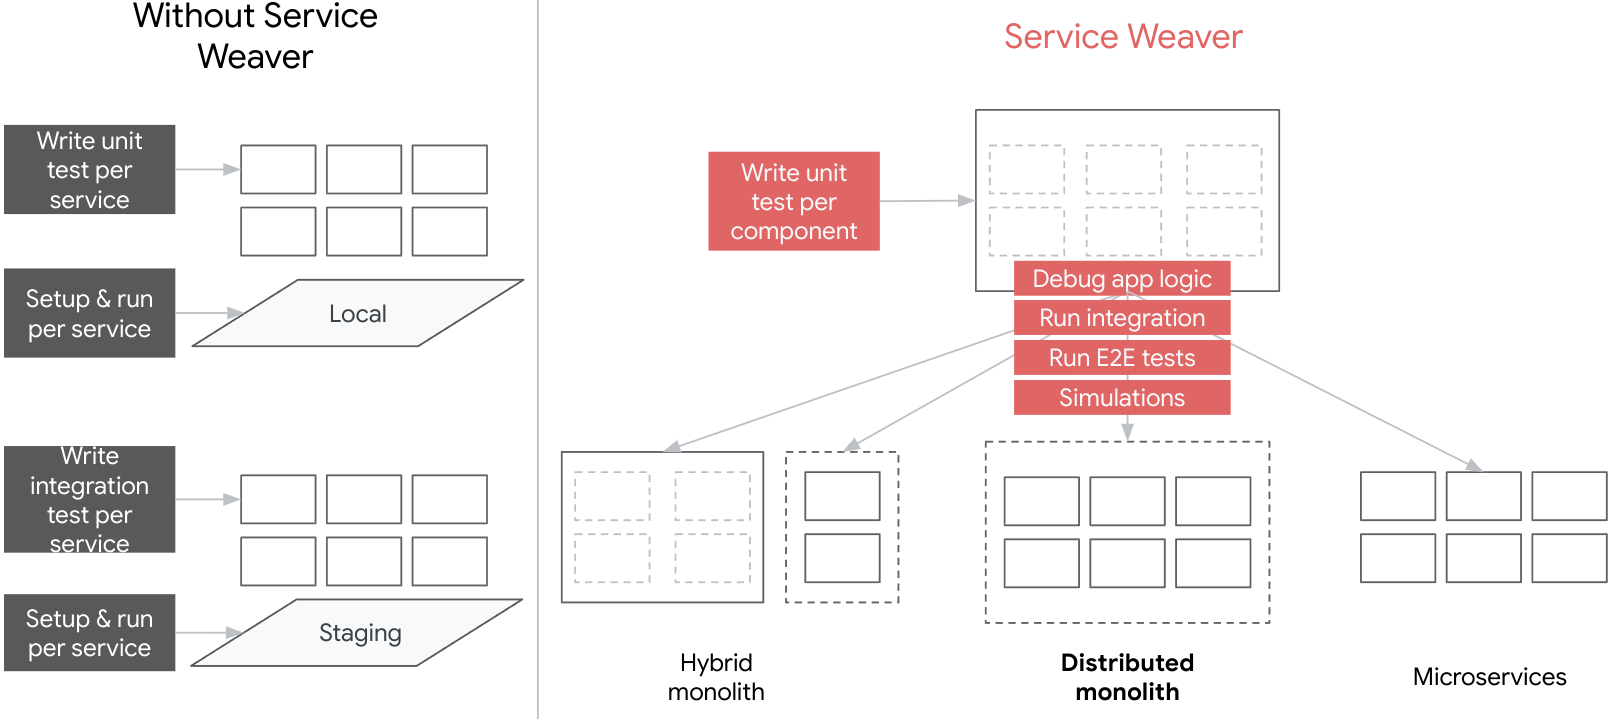 Without Service
Weaver
Write unit
test per
service
Setup & run
per service
Local
Write
integration
test per
service
Setup & run
per service
Staging
Service Weaver
Write unit
test per
component
Debug app logic
Run integration
Run E2E tests
Simulations
Hybrid
monolith
Distributed
monolith
Microservices